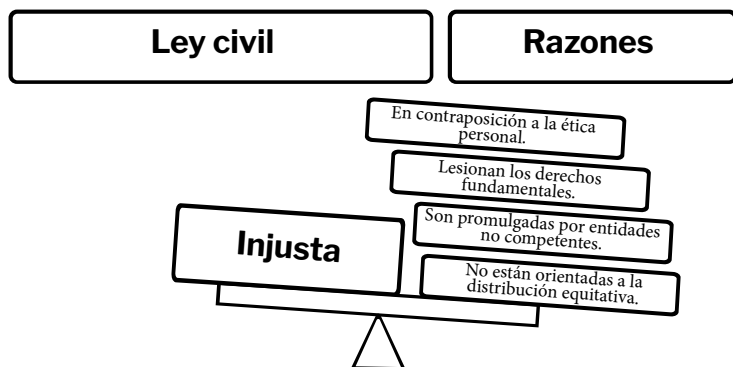 Ley civil
Razones
En contraposición a la ética
personal.
Lesionan los derechos
fundamentales.
Son promulgadas por entidades
no competentes.
Injusta
No están orientadas a la
distribución equitativa.